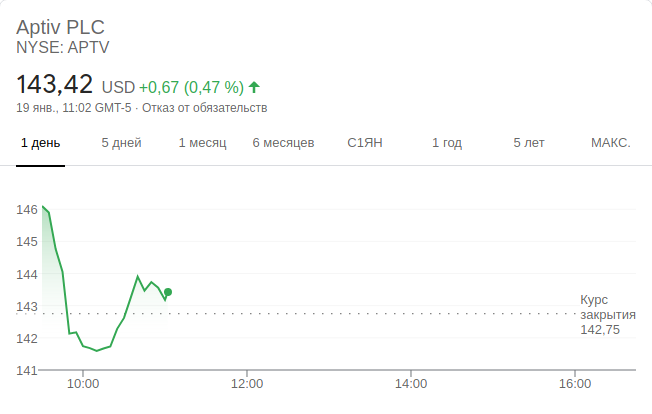 Aptiv PLC
NYSE: APTV
143,42 USD +0,67 (0,47 %)
19 янв., 11:02 GMT-5 · Отказ от обязательств
1 день 5 дней 1 месяц 6 месяцев С1ЯН 1 год 5 лет МАКС.
146
145
144
143
142
141
Курс
закрытия
142,75
10:00 12:00 14:00 16:00